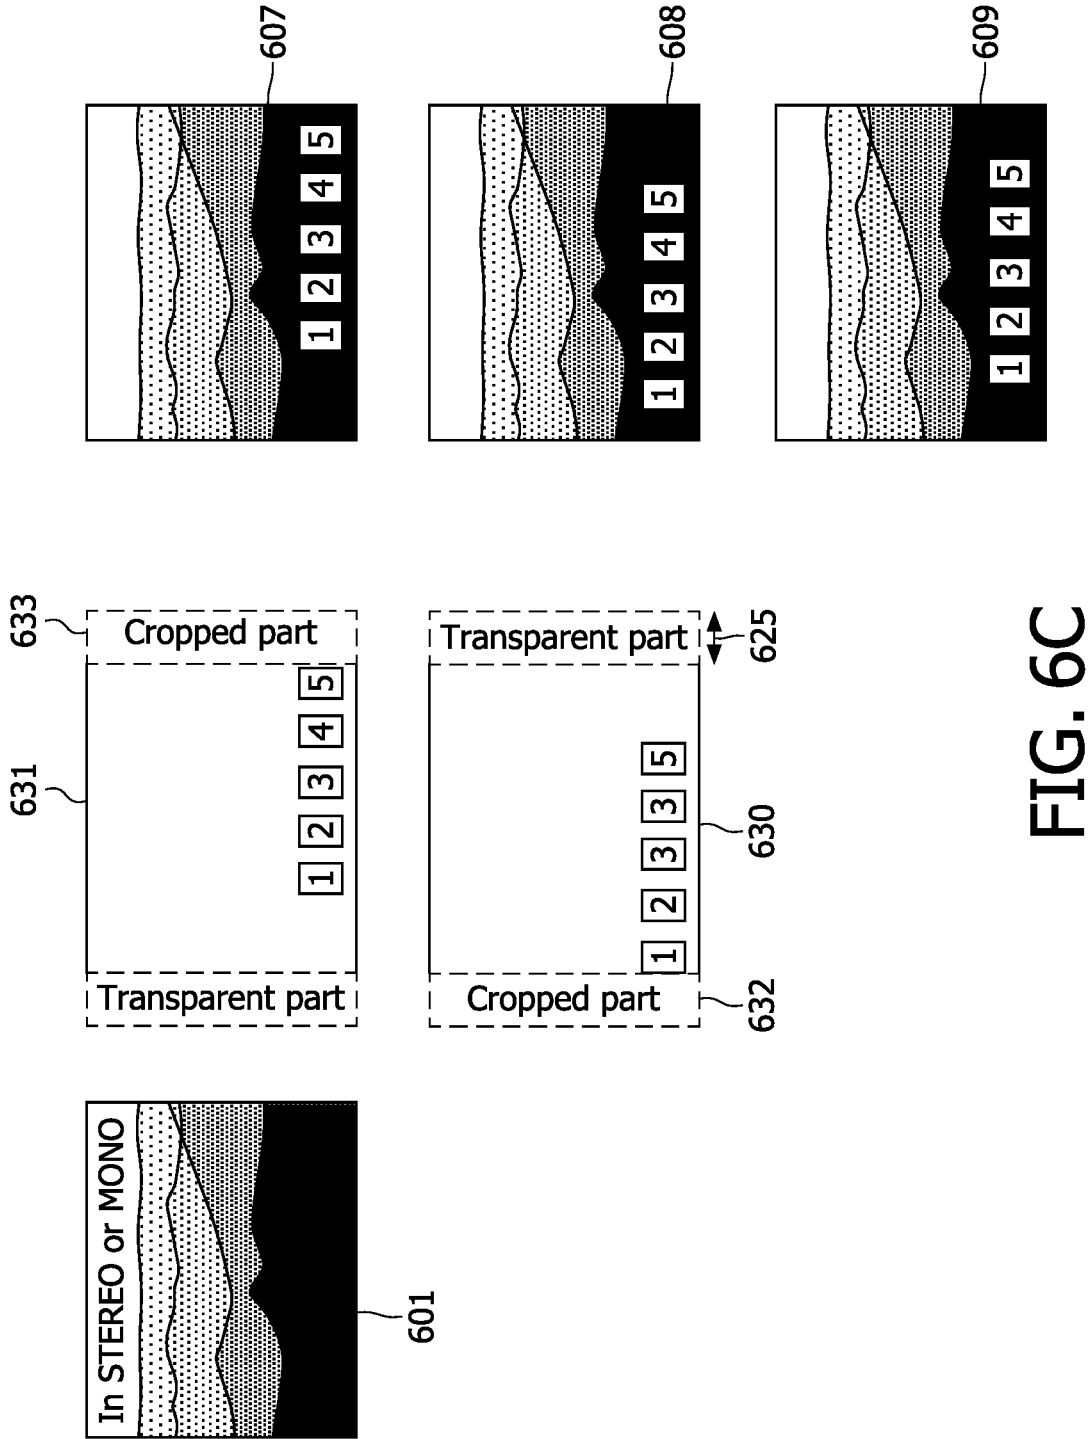 In STEREO or MONO
601
631
633
Transparent part
1 2 3 4 5
Cropped part
Cropped part
1 2 3 3 5
Transparent part
632
630
625
1 2 3 4 5
607
1 2 3 4 5
608
1 2 3 4 5
609
FIG. 6C